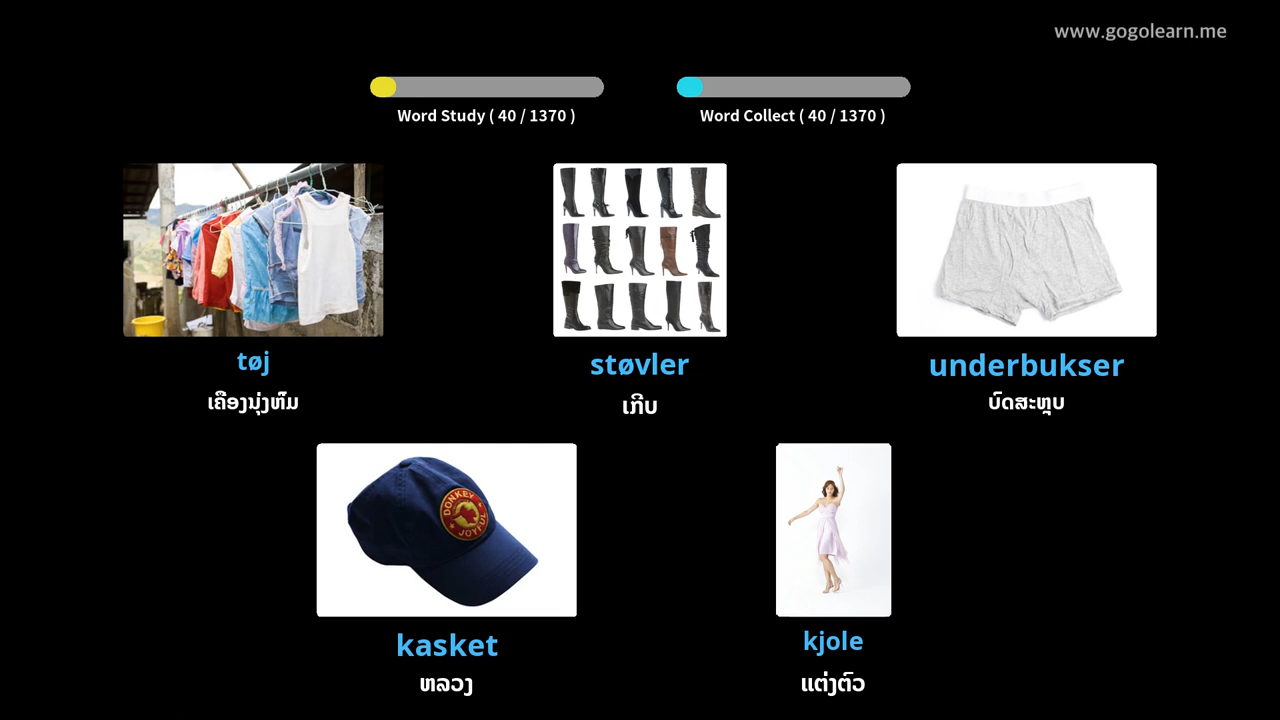 www.gogolearn.me
Word Study ( 40 / 1370 )
Word Collect ( 40 / 1370 )
tøj
ເຄືອງນຸ່ງຫົ່ມ
støvler
ເກີບ
underbukser
ບົດສະຫຼຸບ
DONKEY
JOYFUL
kasket
ຫລວງ
kjole
ແຕ່ງຕົວ